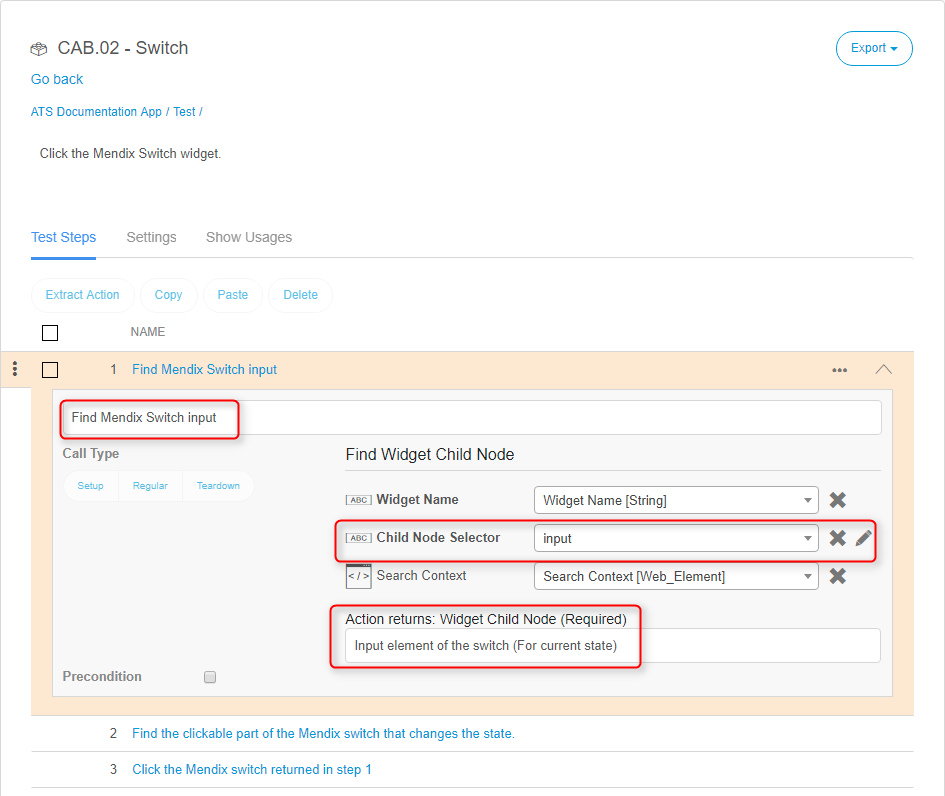 CAB.02 - Switch
Export
Go back
ATS Documentation App / Test /
Click the Mendix Switch widget.
Test Steps Settings Show Usages
Extract Action Copy Paste Delete
NAME
1 Find Mendix Switch input
Find Mendix Switch input
Call Type
Find Widget Child Node
Setup Regular Teardown
ABC Widget Name Widget Name [String]
ABC Child Node Selector input
</> Search Context Search Context [Web_Element]
Action returns: Widget Child Node (Required)
Input element of the switch (For current state)
Precondition
2 Find the clickable part of the Mendix switch that changes the state.
3 Click the Mendix switch returned in step 1